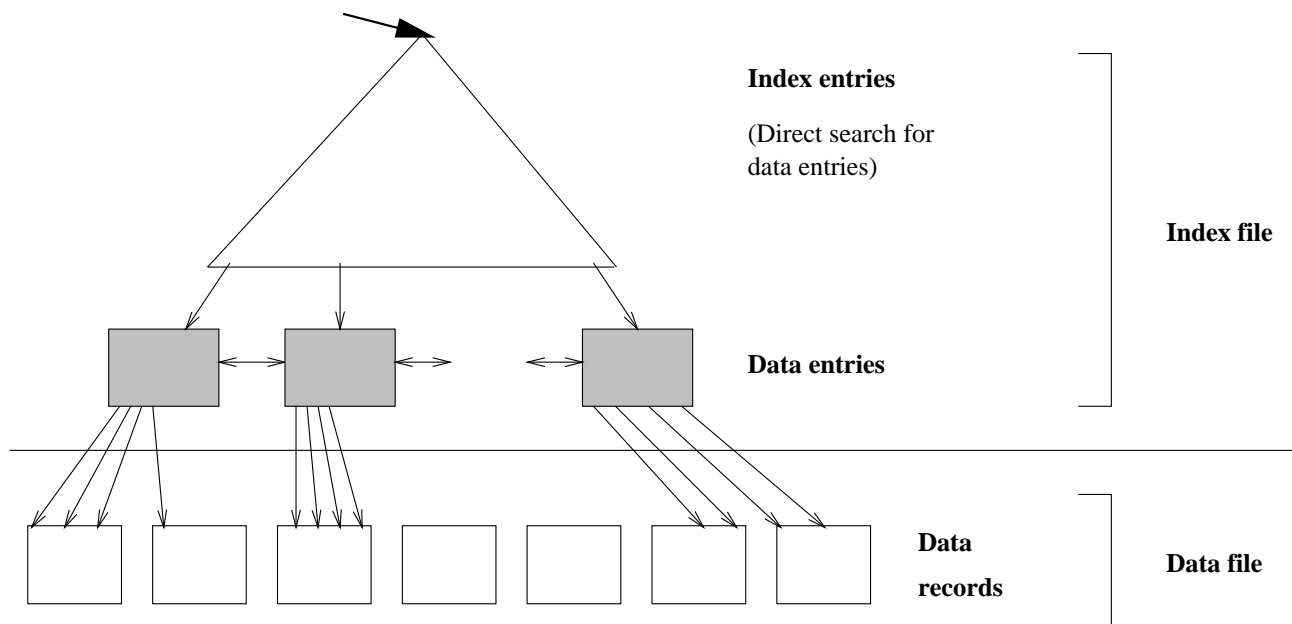 Index entries
(Direct search for
data entries)
Index file
Data entries
Data
records
Data file